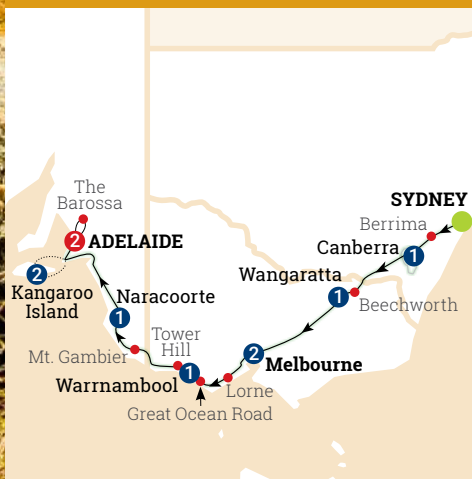 SYDNEY
Berrima
Canberra
1
Wangaratta
1
Beechworth
2
Melbourne
Lorne
Great Ocean Road
Warrnambool
1
Tower
Hill
Mt. Gambier
Naracoorte
1
The
Barossa
2
ADELAIDE
2
Kangaroo
Island